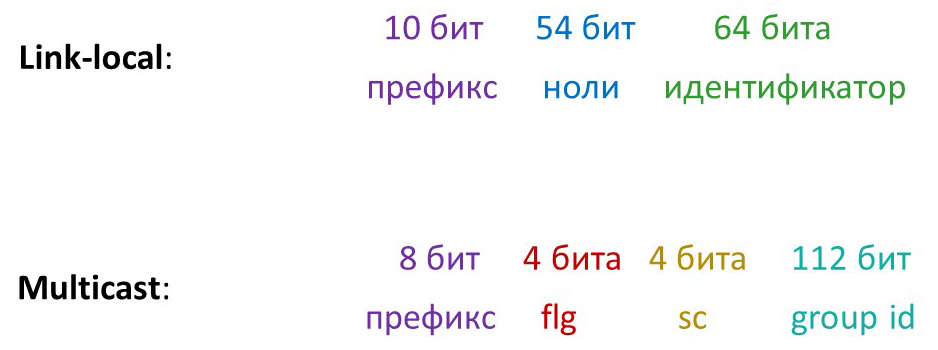 Link-local:
10 бит 54 бит 64 бита
префикс ноли идентификатор
Multicast:
8 бит 4 бита 4 бита 112 бит
префикс flg sc group id